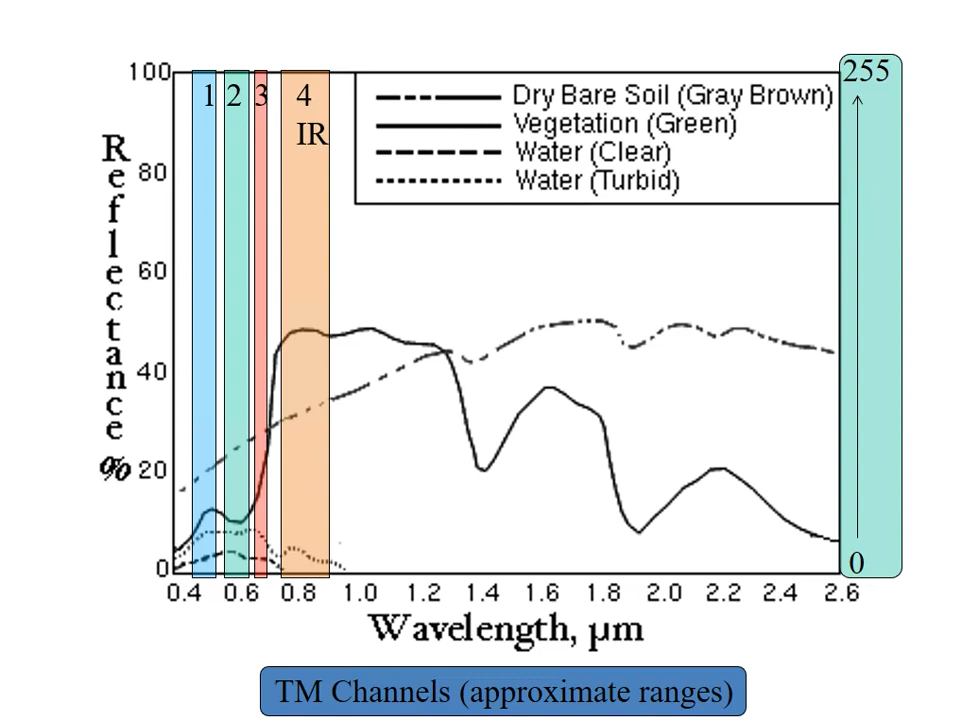 100
80
60
40
20
0
Reflectance %
1 2 3 4
IR
Dry Bare Soil (Gray Brown)
Vegetation (Green)
Water (Clear)
Water (Turbid)
255
0
0.4 0.6 0.8 1.0 1.2 1.4 1.6 1.8 2.0 2.2 2.4 2.6
Wavelength, µm
TM Channels (approximate ranges)